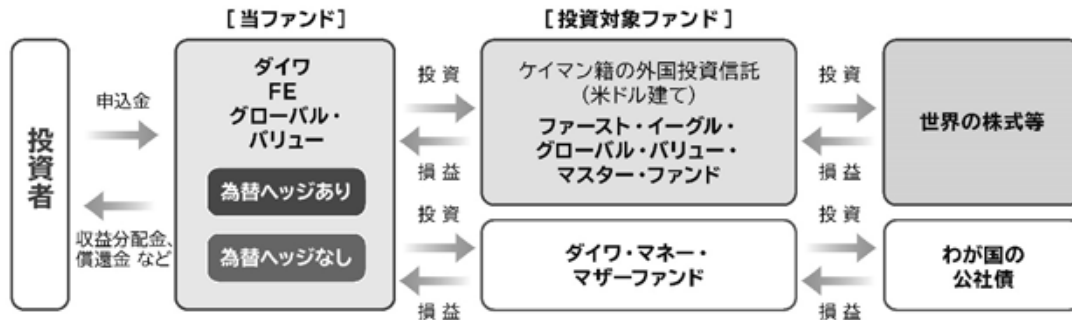 [当ファンド]
[投資対象ファンド]
投資者
申込金
収益分配金、
償還金 など
ダイワ
FE
グローバル・
バリュー
為替ヘッジあり
為替ヘッジなし
投 資
損 益
投 資
損 益
ケイマン籍の外国投資信託
(米ドル建て)
ファースト・イーグル・
グローバル・バリュー・
マスター・ファンド
ダイワ・マネー・
マザーファンド
投 資
損 益
投 資
損 益
世界の株式等
わが国の
公社債